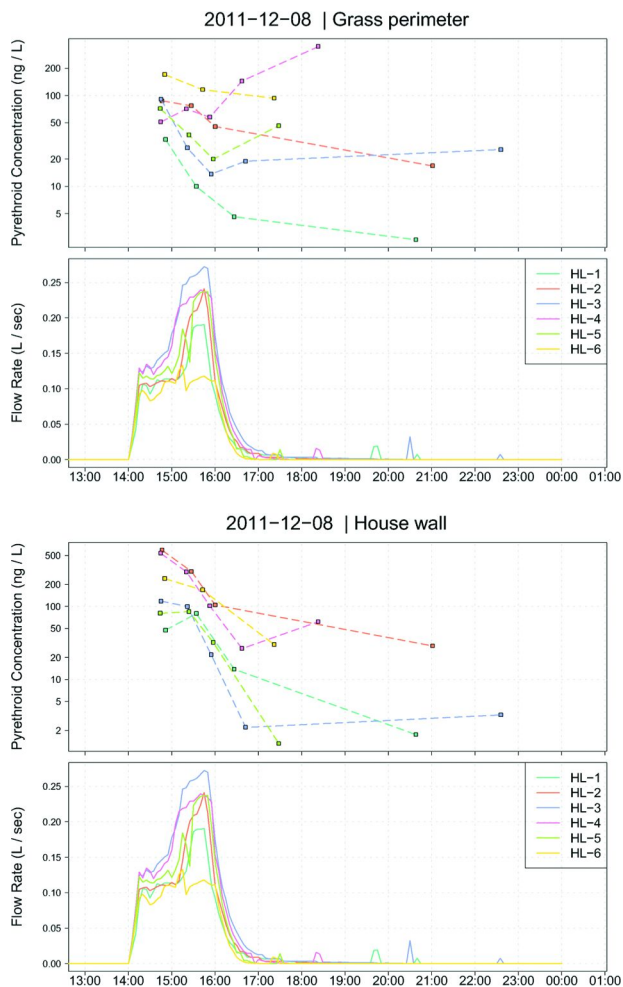 2011−12−08 | Grass perimeter
Pyrethroid Concentration (ng / L)
200
100
50
20
10
5
Flow Rate (L / sec)
0.25
0.20
0.15
0.10
0.05
0.00
HL−1
HL−2
HL−3
HL−4
HL−5
HL−6
13:00 14:00 15:00 16:00 17:00 18:00 19:00 20:00 21:00 22:00 23:00 00:00 01:00
2011−12−08 | House wall
Pyrethroid Concentration (ng / L)
500
200
100
50
20
10
5
2
Flow Rate (L / sec)
0.25
0.20
0.15
0.10
0.05
0.00
HL−1
HL−2
HL−3
HL−4
HL−5
HL−6
13:00 14:00 15:00 16:00 17:00 18:00 19:00 20:00 21:00 22:00 23:00 00:00 01:00